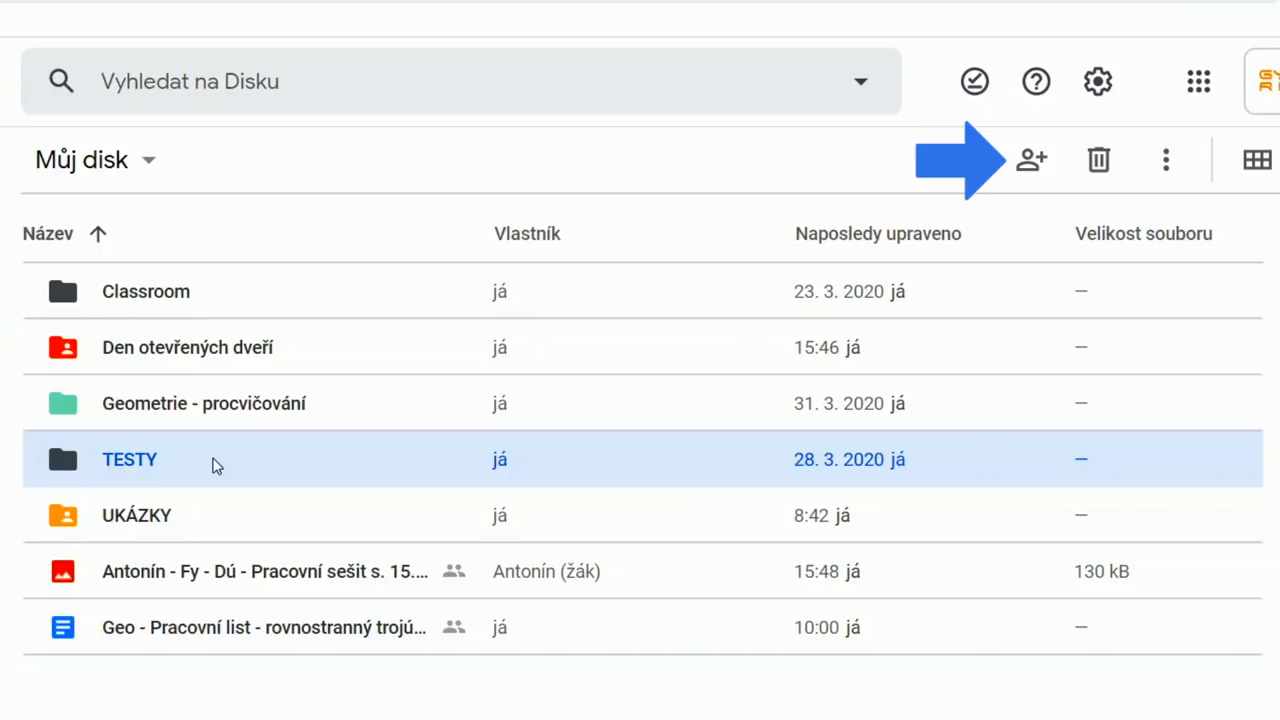 Vyhledat na Disku
Můj disk
Název Vlastník Naposledy upraveno Velikost souboru
Classroom já 23. 3. 2020 já –
Den otevřených dveří já 15:46 já –
Geometrie - procvičování já 31. 3. 2020 já –
TESTY já 28. 3. 2020 já –
UKÁZKY já 8:42 já –
Antonín - Fy - Dú - Pracovní sešit s. 15.... Antonín (žák) 15:48 já 130 kB
Geo - Pracovní list - rovnostranný trojú... já 10:00 já –